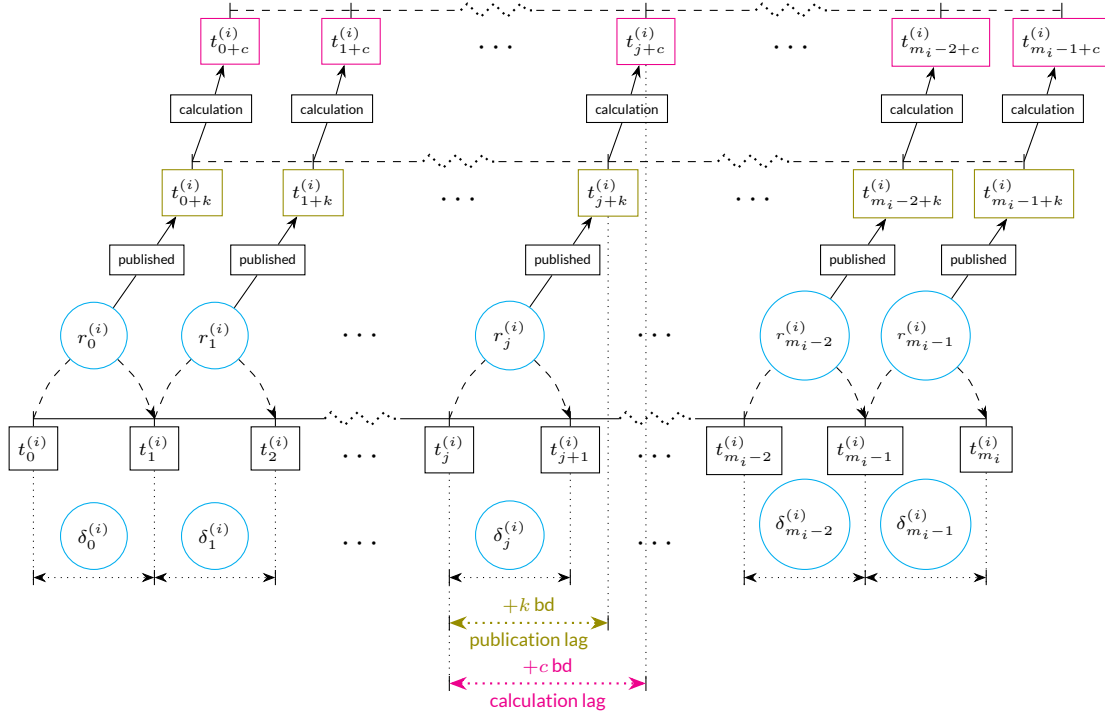 t_{0+c}^{(i)} t_{1+c}^{(i)} ... t_{j+c}^{(i)} ... t_{m_i-2+c}^{(i)} t_{m_i-1+c}^{(i)}
calculation calculation calculation calculation calculation
t_{0+k}^{(i)} t_{1+k}^{(i)} ... t_{j+k}^{(i)} ... t_{m_i-2+k}^{(i)} t_{m_i-1+k}^{(i)}
published published published published published
r_0^{(i)} r_1^{(i)} ... r_j^{(i)} ... r_{m_i-2}^{(i)} r_{m_i-1}^{(i)}
t_0^{(i)} t_1^{(i)} t_2^{(i)} ... t_j^{(i)} t_{j+1}^{(i)} ... t_{m_i-2}^{(i)} t_{m_i-1}^{(i)} t_{m_i}^{(i)}
δ_0^{(i)} δ_1^{(i)} ... δ_j^{(i)} ... δ_{m_i-2}^{(i)} δ_{m_i-1}^{(i)}
+k bd
publication lag
+c bd
calculation lag